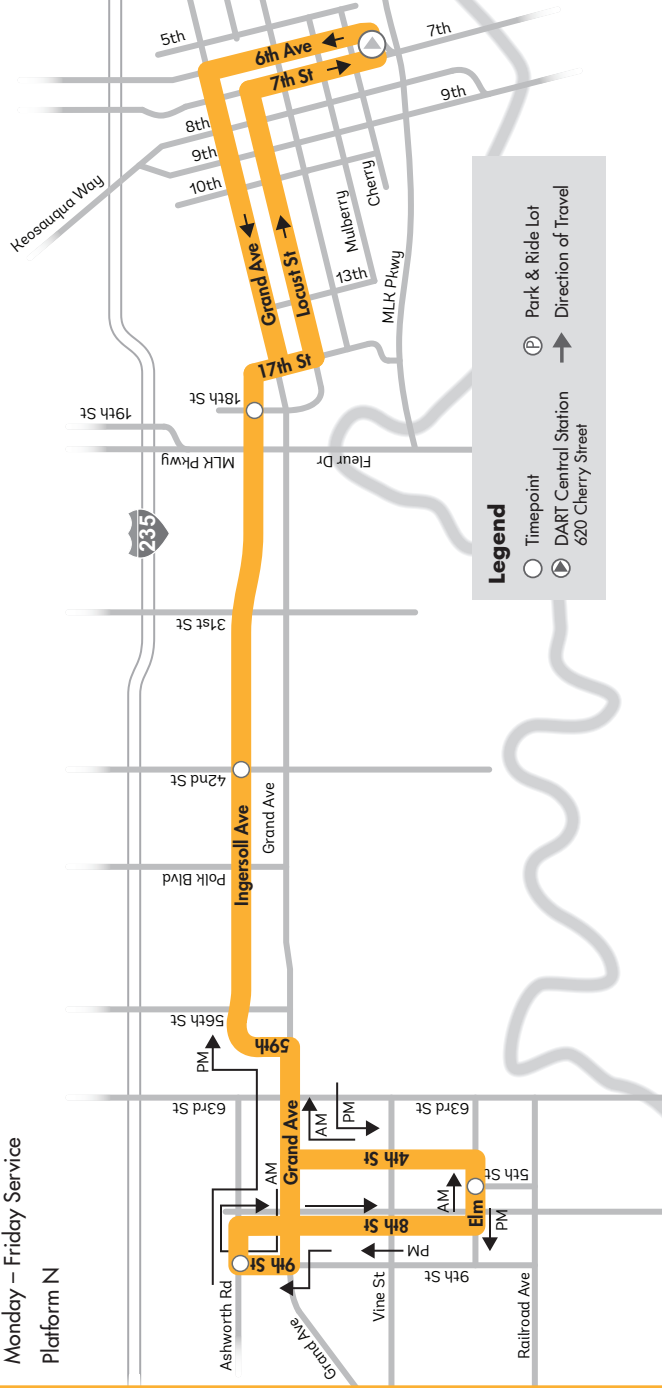 Monday – Friday Service
Platform N
Keosauqua Way
5th
6th Ave
7th St
7th
8th
9th
9th
10th
Mulberry
Cherry
13th
MLK Pkwy
Grand Ave
Locust St
17th St
18th St
19th St
MLK Pkwy
Fleur Dr
235
31st St
42nd St
Ingersoll Ave
Grand Ave
Polk Blvd
56th St
59th
PM
63rd St
63rd St
Grand Ave
AM
PM
AM
4th St
5th St
AM
Elm
PM
8th St
PM
9th St
9th St
Ashworth Rd
Grand Ave
Vine St
Railroad Ave
Legend
Timepoint
DART Central Station
620 Cherry Street
P Park & Ride Lot
Direction of Travel